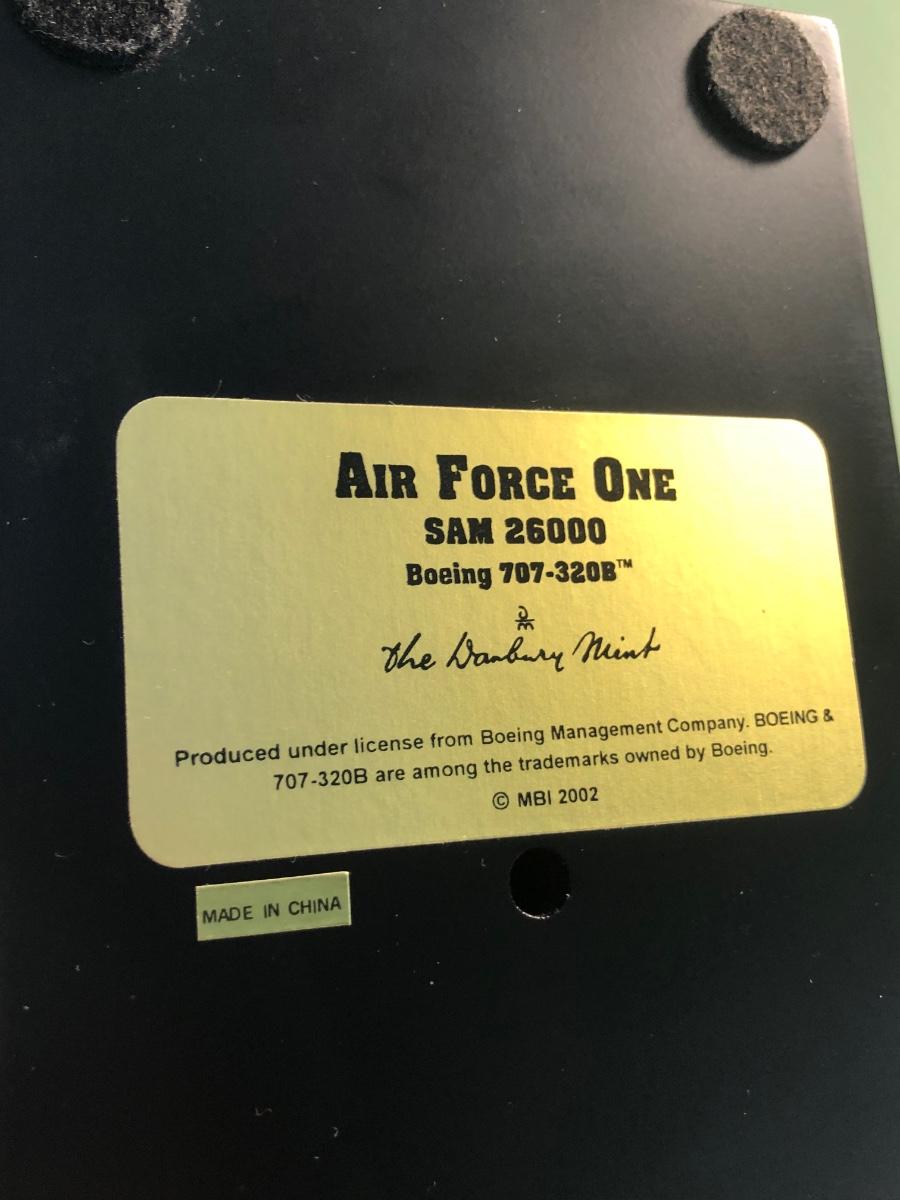 AIR FORCE ONE
SAM 26000
Boeing 707-320B™
The Danbury Mint
Produced under license from Boeing Management Company. BOEING &
707-320B are among the trademarks owned by Boeing.
© MBI 2002
MADE IN CHINA